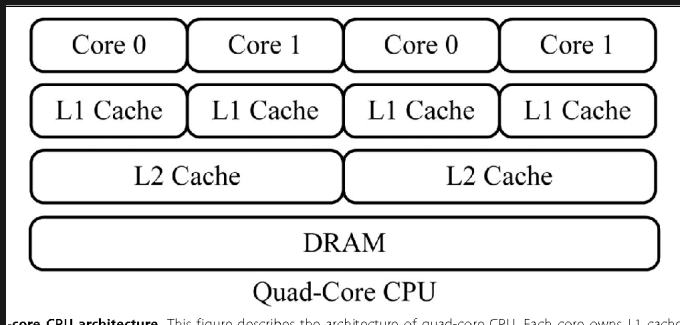 Core 0 Core 1 Core 0 Core 1
L1 Cache L1 Cache L1 Cache L1 Cache
L2 Cache L2 Cache
DRAM
Quad-Core CPU
-core CPU architecture. This figure describes the architecture of quad-core CPU. Each core owns L1 cache